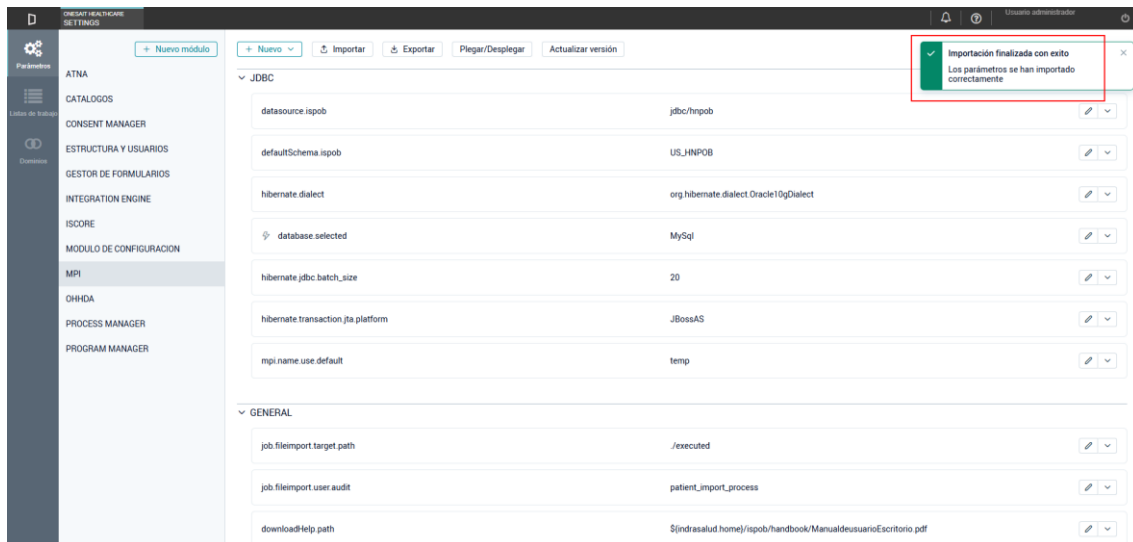 ONESAIT HEALTHCARE
SETTINGS
Usuario administrador
Parámetros
Listas de trabajo
Dominios
+ Nuevo módulo
ATNA
CATALOGOS
CONSENT MANAGER
ESTRUCTURA Y USUARIOS
GESTOR DE FORMULARIOS
INTEGRATION ENGINE
ISCORE
MODULO DE CONFIGURACION
MPI
OHHDA
PROCESS MANAGER
PROGRAM MANAGER
+ Nuevo Importar Exportar Plegar/Desplegar Actualizar versión
Importación finalizada con exito
Los parámetros se han importado
correctamente
JDBC
datasource.ispob jdbc/hnpob
defaultSchema.ispob US_HNPOB
hibernate.dialect org.hibernate.dialect.Oracle10gDialect
database.selected MySql
hibernate.jdbc.batch_size 20
hibernate.transaction.jta.platform JBossAS
mpi.name.use.default temp
GENERAL
job.fileimport.target.path ./executed
job.fileimport.user.audit patient_import_process
downloadHelp.path ${indrasalud.home}/ispob/handbook/ManualdeusuarioEscritorio.pdf